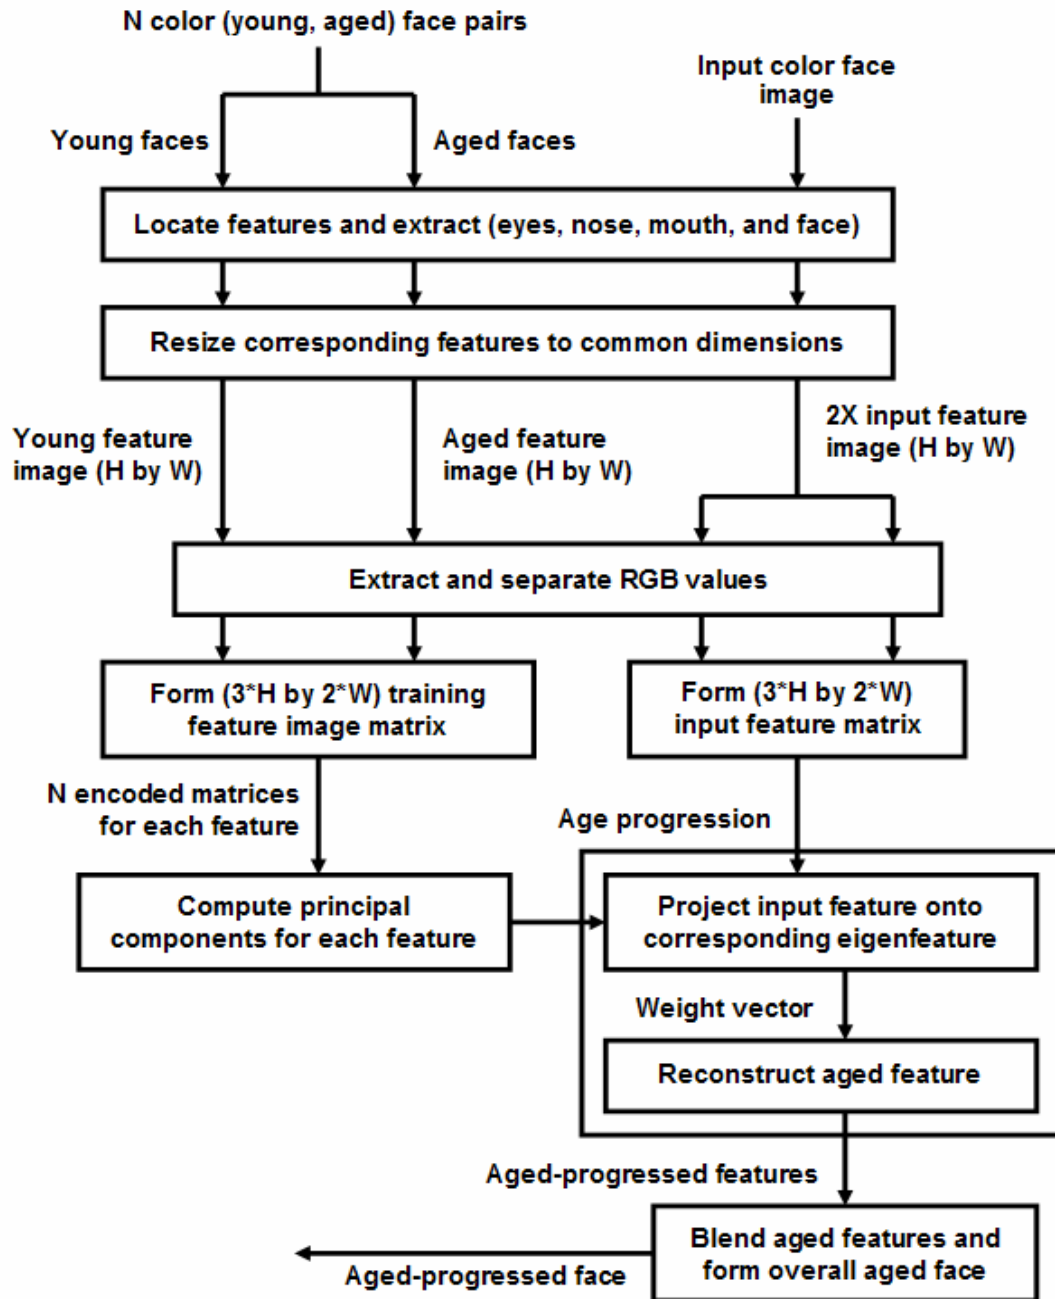 N color (young, aged) face pairs
Input color face
image
Young faces
Aged faces
Locate features and extract (eyes, nose, mouth, and face)
Resize corresponding features to common dimensions
Young feature
image (H by W)
Aged feature
image (H by W)
2X input feature
image (H by W)
Extract and separate RGB values
Form (3*H by 2*W) training
feature image matrix
Form (3*H by 2*W)
input feature matrix
N encoded matrices
for each feature
Age progression
Compute principal
components for each feature
Project input feature onto
corresponding eigenfeature
Weight vector
Reconstruct aged feature
Aged-progressed features
Blend aged features and
form overall aged face
Aged-progressed face